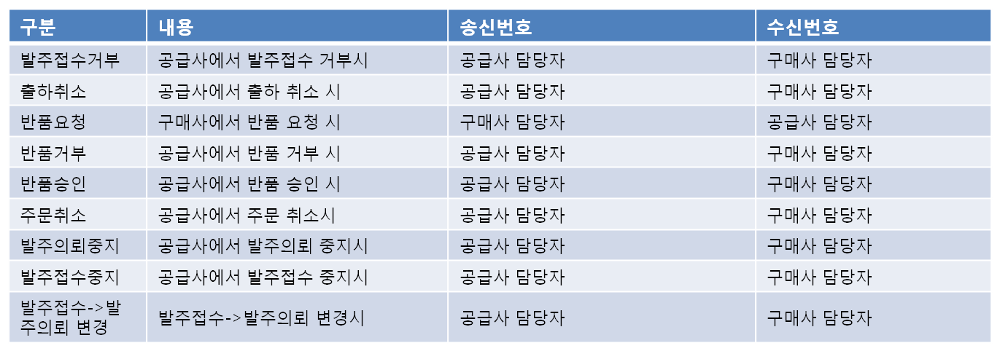 구분 내용 송신번호 수신번호
발주접수거부 공급사에서 발주접수 거부시 공급사 담당자 구매사 담당자
출하취소 공급사에서 출하 취소 시 공급사 담당자 구매사 담당자
반품요청 구매사에서 반품 요청 시 구매사 담당자 공급사 담당자
반품거부 공급사에서 반품 거부 시 공급사 담당자 구매사 담당자
반품승인 공급사에서 반품 승인 시 공급사 담당자 구매사 담당자
주문취소 공급사에서 주문 취소시 공급사 담당자 구매사 담당자
발주의뢰중지 공급사에서 발주의뢰 중지시 공급사 담당자 구매사 담당자
발주접수중지 공급사에서 발주접수 중지시 공급사 담당자 구매사 담당자
발주접수->발
주의뢰 변경 발주접수->발주의뢰 변경시 공급사 담당자 구매사 담당자